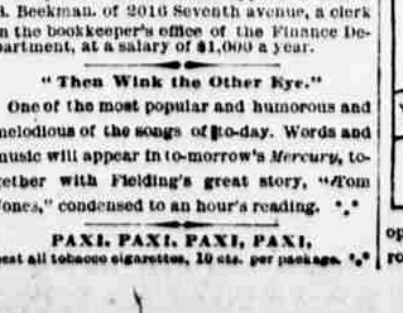 B. Beekman, of 2016 Seventh avenue, a clerk
n the bookkeeper's office of the Finance De-
partment, at a salary of $1,000 a year.
"Then Wink the Other Eye."
One of the most popular and humorous and
melodious of the songs of to-day. Words and
music will appear in to-morrow's Mercury, to-
gether with Fielding's great story, "Tom
Jones," condensed to an hour's reading. *.*
PAXI. PAXI. PAXI. PAXI.
Best all tobacco cigarettes, 10 cts. per package. *.*
op
ro